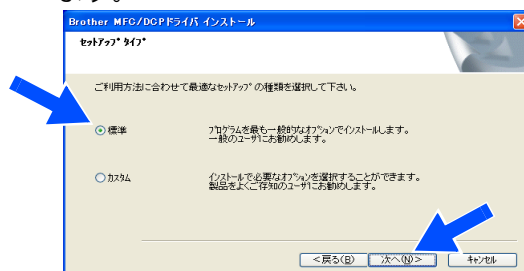 ます。
Brother MFC/DCPドライバ インストール
ｾｯﾄｱｯﾌﾟ ﾀｲﾌﾟ
ご利用方法に合わせて最適なｾｯﾄｱｯﾌﾟの種類を選択して下さい。
標準
ﾌﾟﾛｸﾞﾗﾑを最も一般的なｵﾌﾟｼｮﾝでｲﾝｽﾄｰﾙします。
一般のﾕｰｻﾞにお勧めします。
ｶｽﾀﾑ
ｲﾝｽﾄｰﾙで必要なｵﾌﾟｼｮﾝを選択することができます。
製品をよくご存知のﾕｰｻﾞにお勧めします。
<戻る(B) 次へ(N)> ｷｬﾝｾﾙ